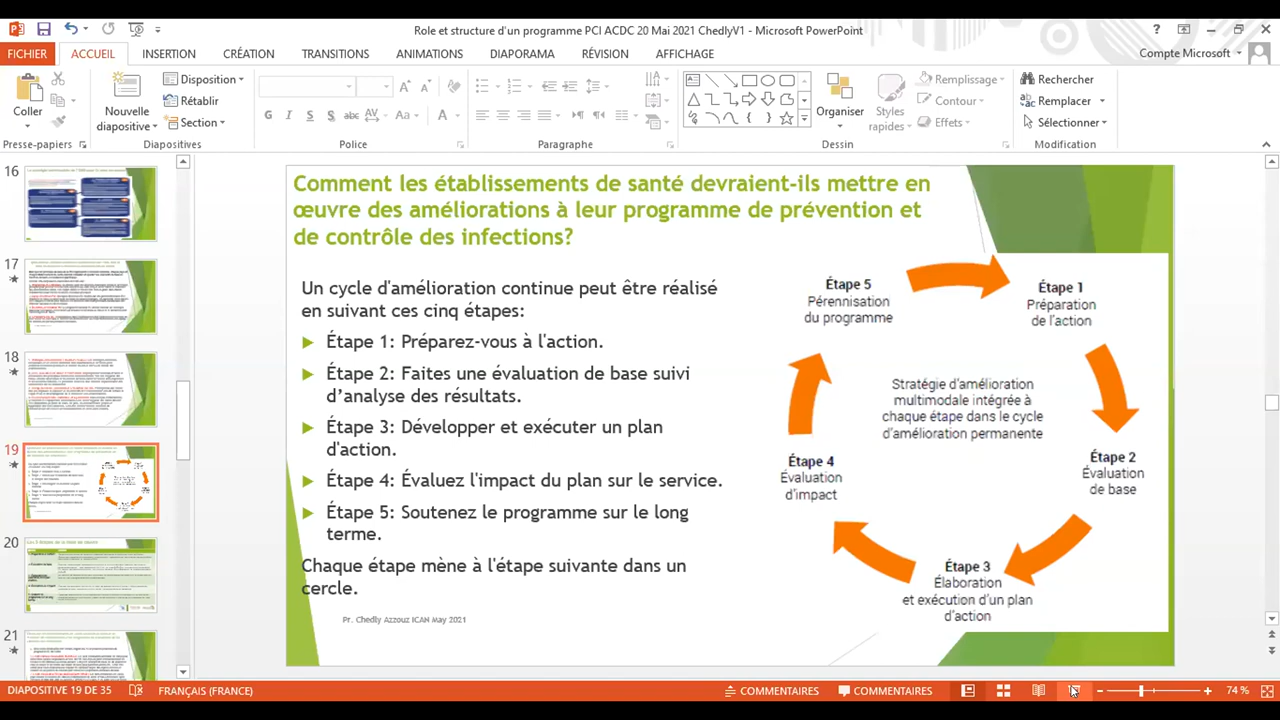 Role et structure d'un programme PCI ACDC 20 Mai 2021 ChedlyV1 - Microsoft PowerPoint
FICHIER
ACCUEIL
INSERTION
CRÉATION
TRANSITIONS
ANIMATIONS
DIAPORAMA
RÉVISION
AFFICHAGE
Compte Microsoft
Coller
Nouvelle
diapositive
Disposition
Rétablir
Section
Remplissage
Contour
Effets
Organiser
Styles
rapides
Rechercher
Remplacer
Sélectionner
Presse-papiers
Diapositives
Police
Paragraphe
Dessin
Modification
16
17
18
19
20
21
Comment les établissements de santé devraient-ils mettre en
œuvre des améliorations à leur programme de prévention et
de contrôle des infections?
Un cycle d'amélioration continue peut être réalisé
en suivant ces cinq étapes:
Étape 1: Préparez-vous à l'action.
Étape 2: Faites une évaluation de base suivi
d’analyse des résultats.
Étape 3: Développer et exécuter un plan
d'action.
Étape 4: Évaluez l'impact du plan sur le service.
Étape 5: Soutenez le programme sur le long
terme.
Chaque étape mène à l'étape suivante dans un
cercle.
Pr. Chedly Azzouz ICAN May 2021
Étape 5
Pérennisation
du programme
Étape 1
Préparation
de l’action
Stratégie d’amélioration
multimodale intégrée à
chaque étape dans le cycle
d’amélioration permanente
Étape 4
Évaluation
d’impact
Étape 2
Évaluation
de base
Étape 3
Élaboration
et exécution d’un plan
d’action
DIAPOSITIVE 19 DE 35
FRANÇAIS (FRANCE)
COMMENTAIRES
COMMENTAIRES
74 %